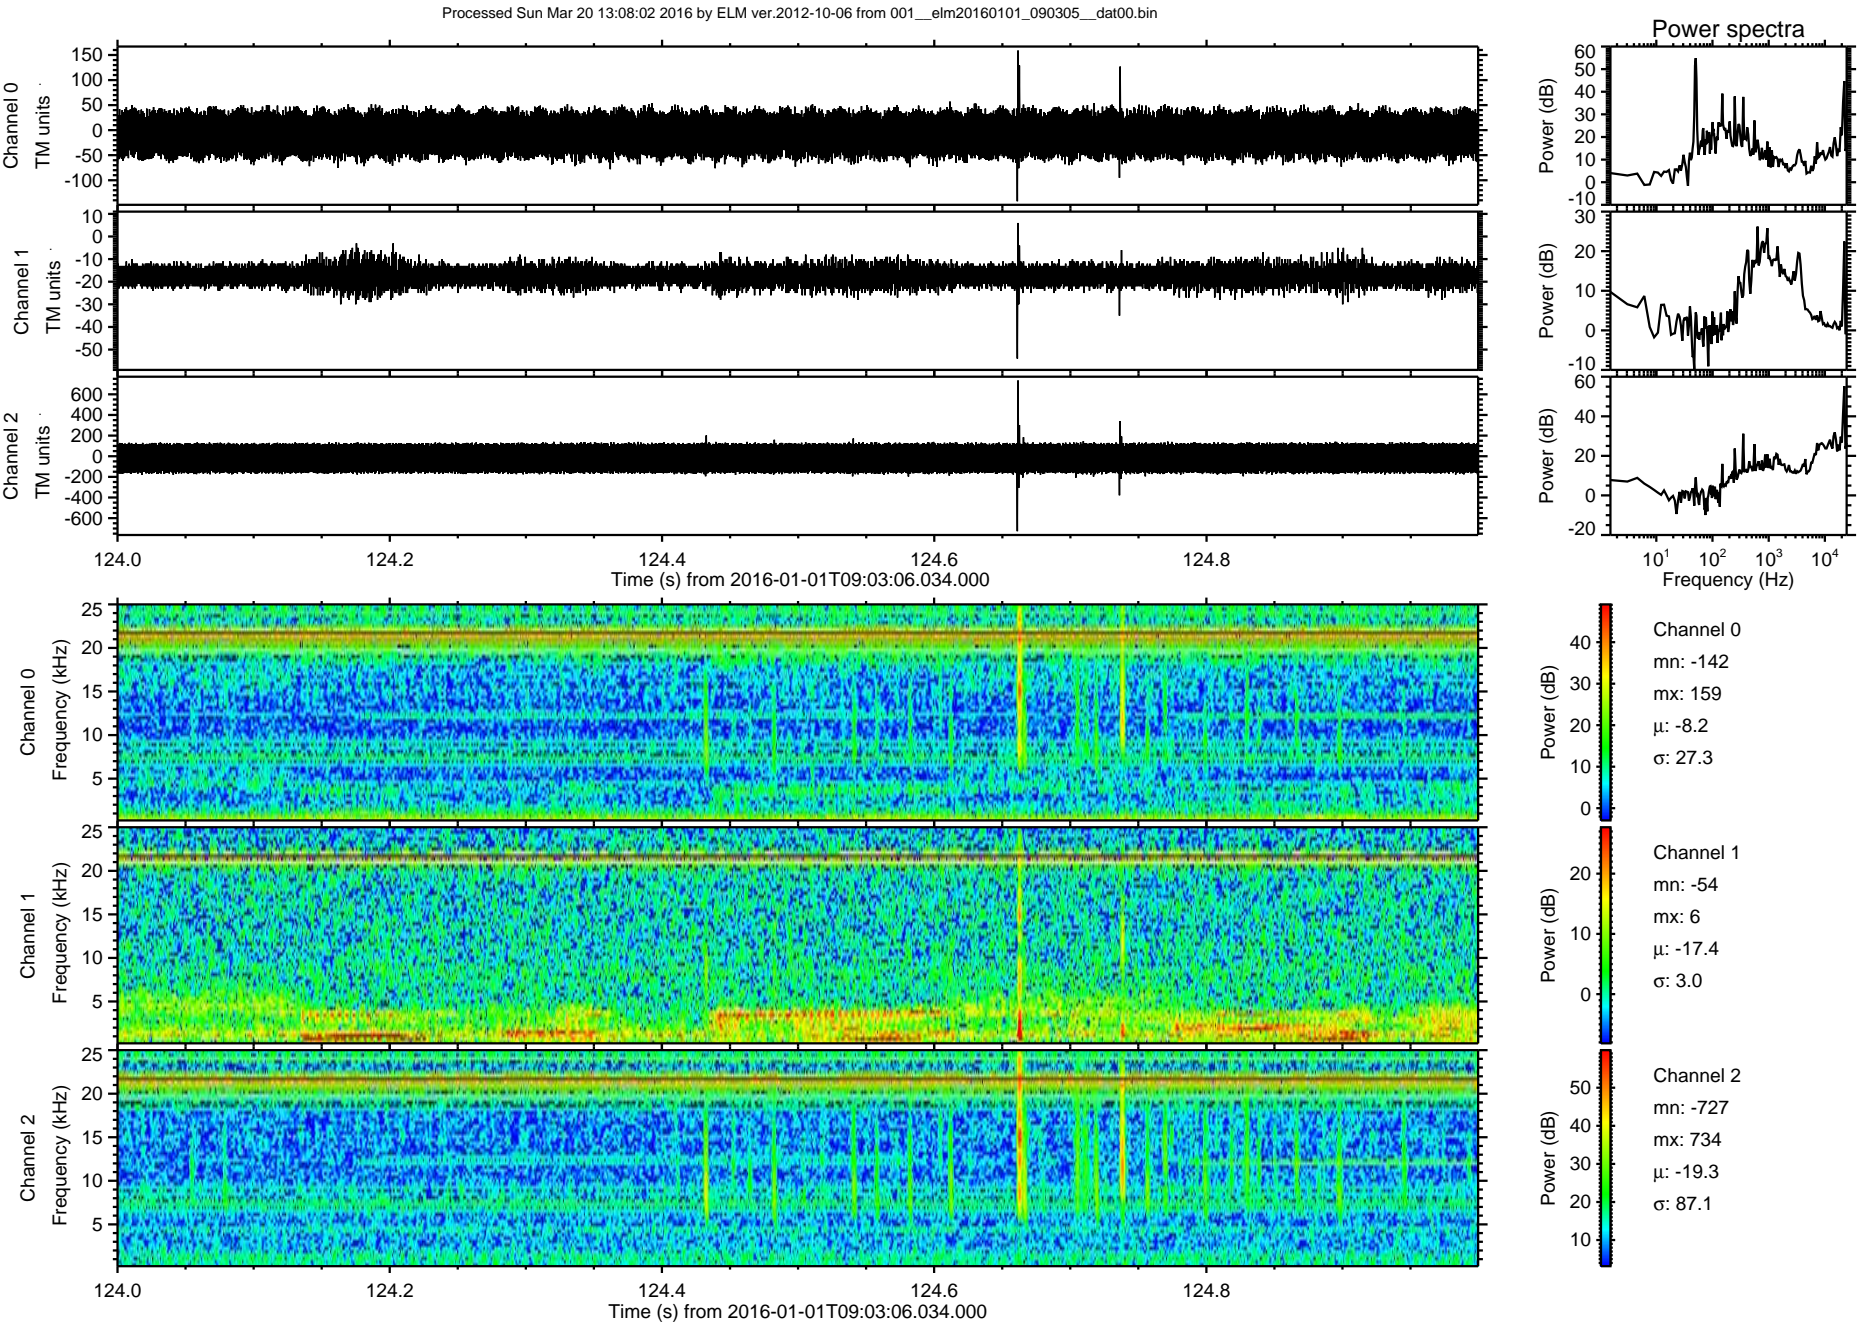 Processed Sun Mar 20 13:08:02 2016 by ELM ver.2012-10-06 from 001__elm20160101_090305__dat00.bin
Power spectra
Channel 0
TM units
150
100
50
0
-50
-100
Power (dB)
60
50
40
30
20
10
0
-10
Channel 1
TM units
10
0
-10
-20
-30
-40
-50
Power (dB)
30
20
10
0
-10
Channel 2
TM units
600
400
200
0
-200
-400
-600
Power (dB)
60
40
20
0
-20
124.0 124.2 124.4 124.6 124.8
Time (s) from 2016-01-01T09:03:06.034.000
10¹ 10² 10³ 10⁴
Frequency (Hz)
Channel 0
Frequency (kHz)
25
20
15
10
5
Power (dB)
40
30
20
10
0
Channel 0
mn: -142
mx: 159
μ: -8.2
σ: 27.3
Channel 1
Frequency (kHz)
25
20
15
10
5
Power (dB)
20
10
0
Channel 1
mn: -54
mx: 6
μ: -17.4
σ: 3.0
Channel 2
Frequency (kHz)
25
20
15
10
5
Power (dB)
50
40
30
20
10
Channel 2
mn: -727
mx: 734
μ: -19.3
σ: 87.1
124.0 124.2 124.4 124.6 124.8
Time (s) from 2016-01-01T09:03:06.034.000